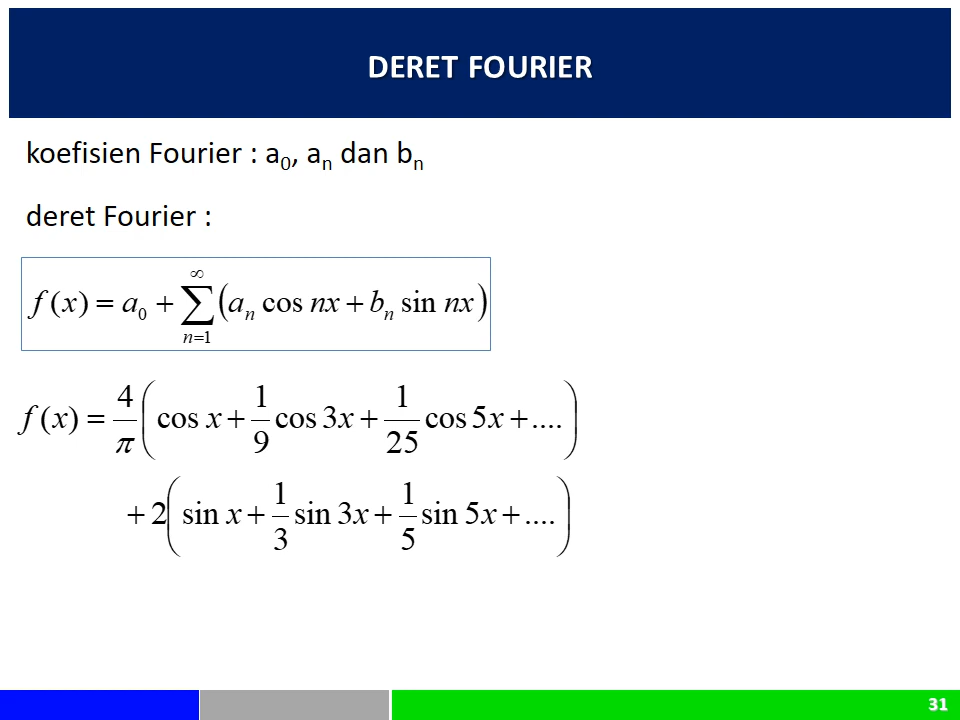 DERET FOURIER
koefisien Fourier : a₀, aₙ dan bₙ
deret Fourier :
f(x) = a₀ + ∑_{n=1}^{∞} (aₙ cos nx + bₙ sin nx)
f(x) = 4/π (cos x + 1/9 cos 3x + 1/25 cos 5x + ....)
+ 2(sin x + 1/3 sin 3x + 1/5 sin 5x + ....)
31